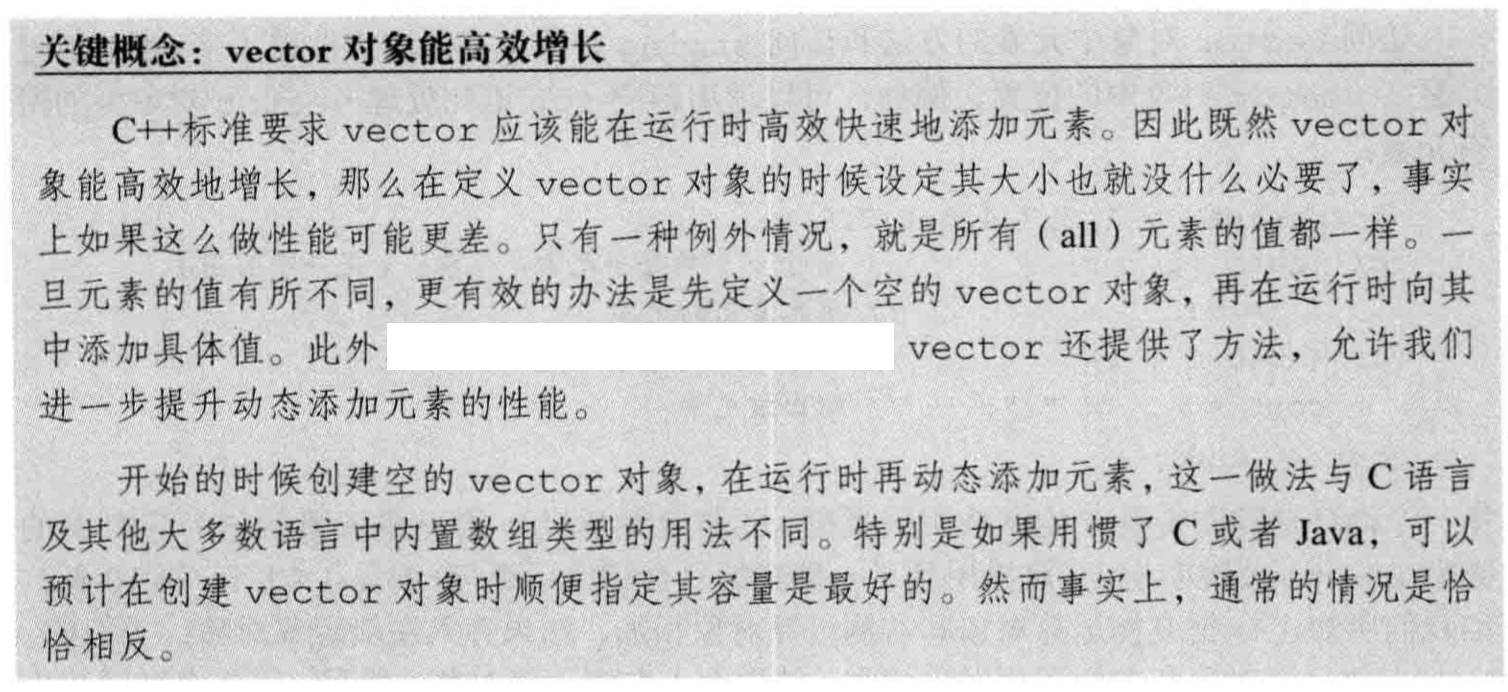 关键概念：vector 对象能高效增长
C++标准要求 vector 应该能在运行时高效快速地添加元素。因此既然 vector 对
象能高效地增长，那么在定义 vector 对象的时候设定其大小也就没什么必要了，事实
上如果这么做性能可能更差。只有一种例外情况，就是所有（all）元素的值都一样。一
旦元素的值有所不同，更有效的办法是先定义一个空的 vector 对象，再在运行时向其
中添加具体值。此外 vector 还提供了方法，允许我们
进一步提升动态添加元素的性能。
开始的时候创建空的 vector 对象，在运行时再动态添加元素，这一做法与 C 语言
及其他大多数语言中内置数组类型的用法不同。特别是如果用惯了 C 或者 Java，可以
预计在创建 vector 对象时顺便指定其容量是最好的。然而事实上，通常的情况是恰
恰相反。